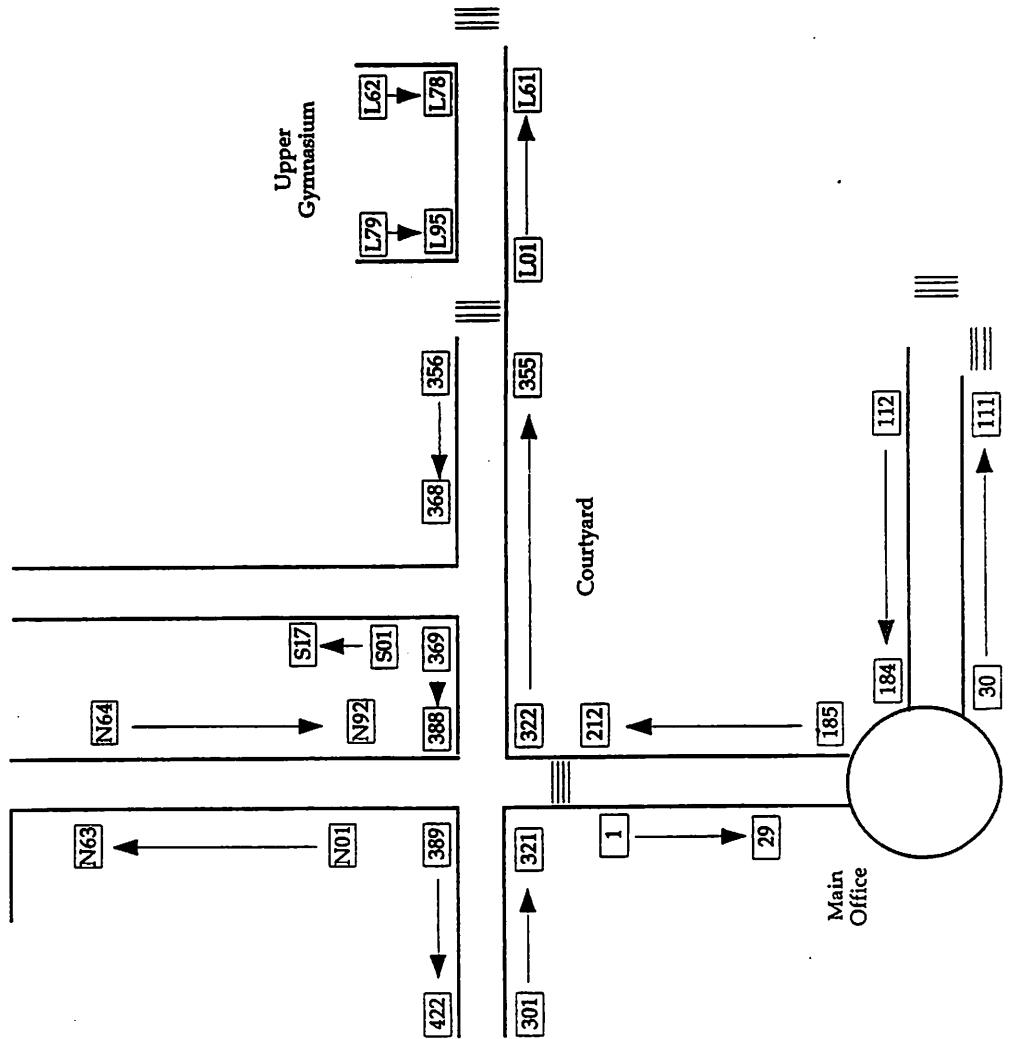 L62
L78
Upper
Gymnasium
L79
L95
L61
L01
356
368
355
112
111
Courtyard
S17
S01
369
N64
N92
388
322
212
185
184
30
N63
N01
389
321
1
29
Main
Office
422
301